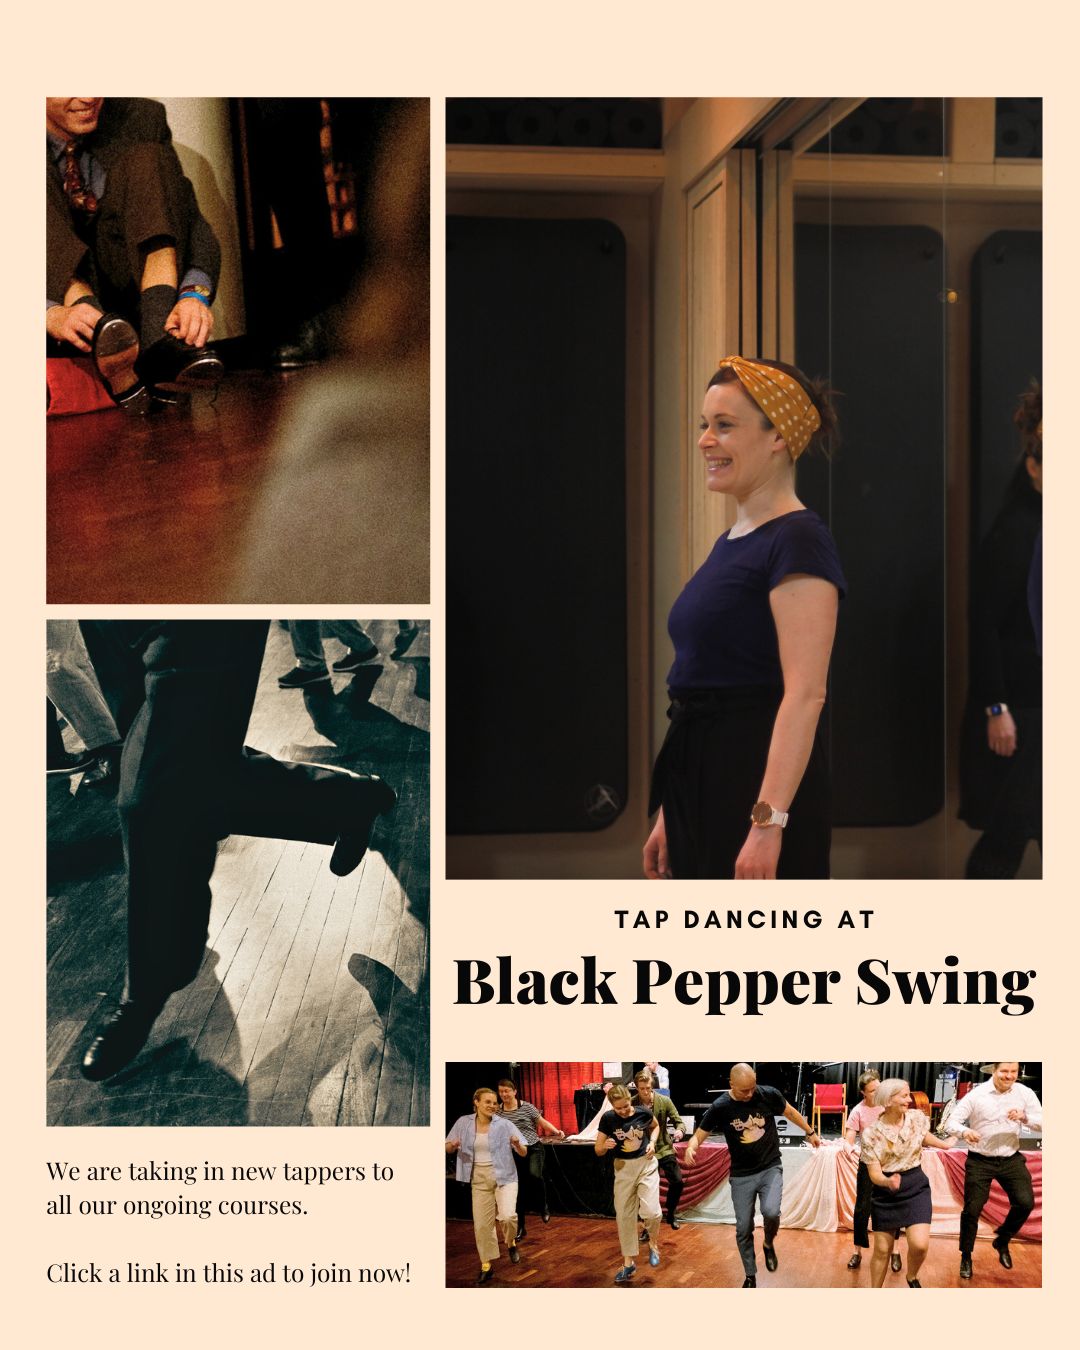 TAP DANCING AT
Black Pepper Swing
We are taking in new tappers to
all our ongoing courses.
Click a link in this ad to join now!